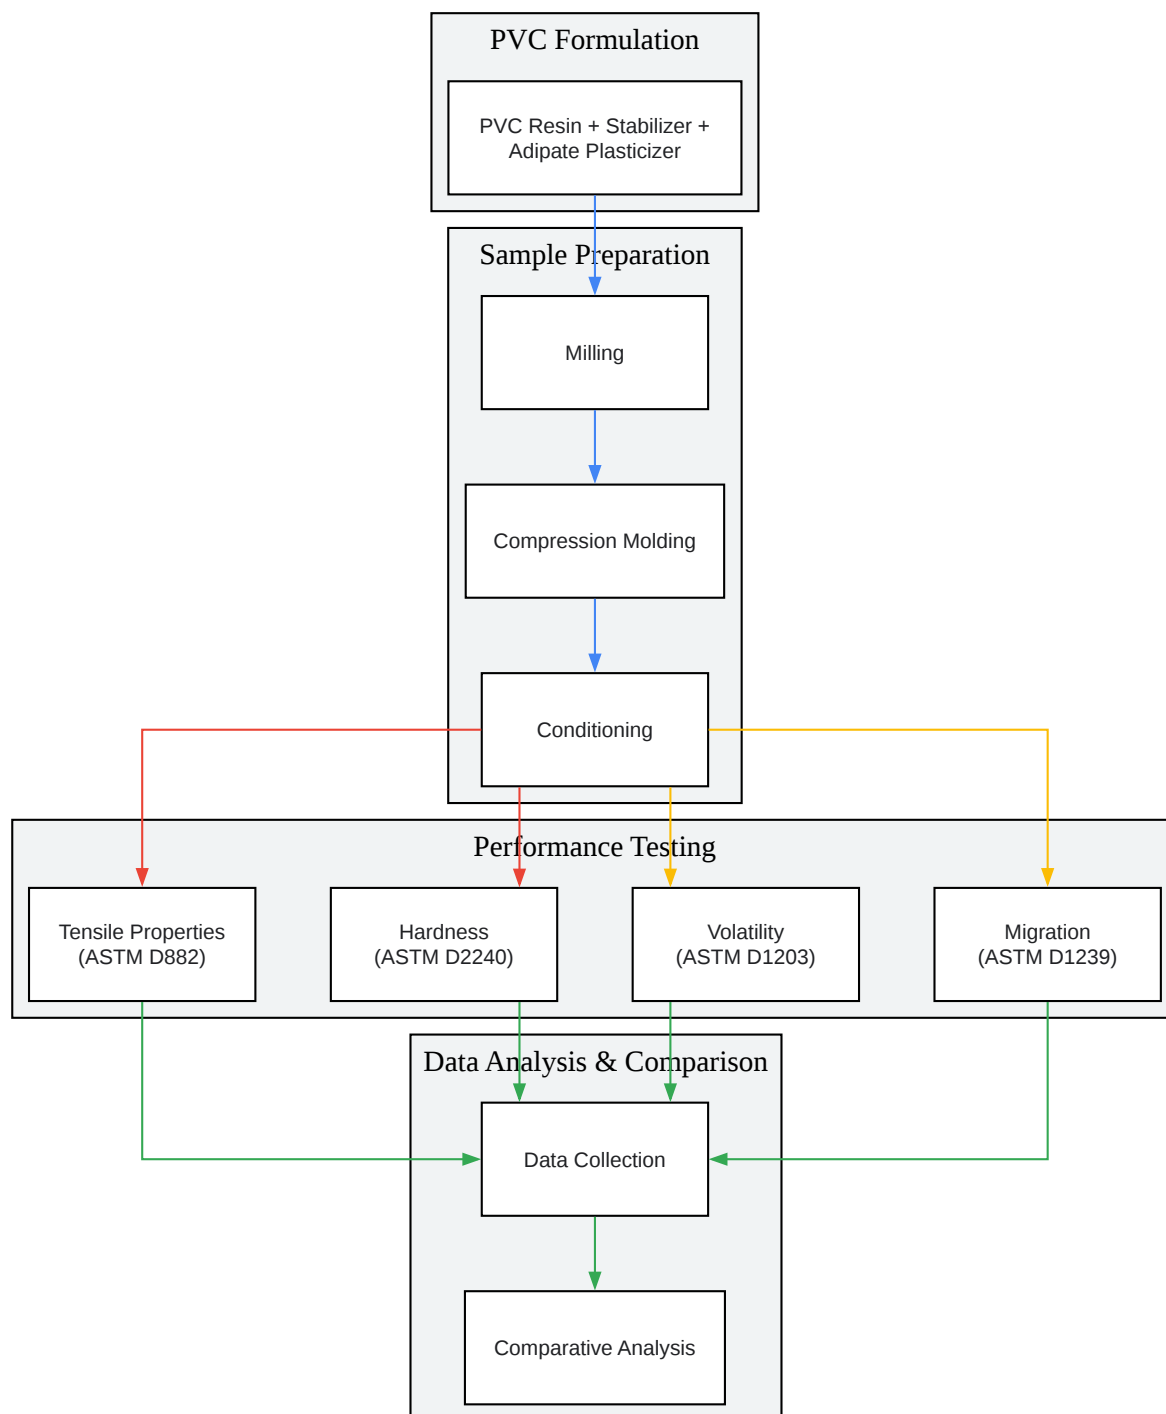 PVC Formulation
PVC Resin + Stabilizer +
Adipate Plasticizer
Sample Preparation
Milling
Compression Molding
Conditioning
Performance Testing
Tensile Properties
(ASTM D882)
Hardness
(ASTM D2240)
Volatility
(ASTM D1203)
Migration
(ASTM D1239)
Data Analysis & Comparison
Data Collection
Comparative Analysis